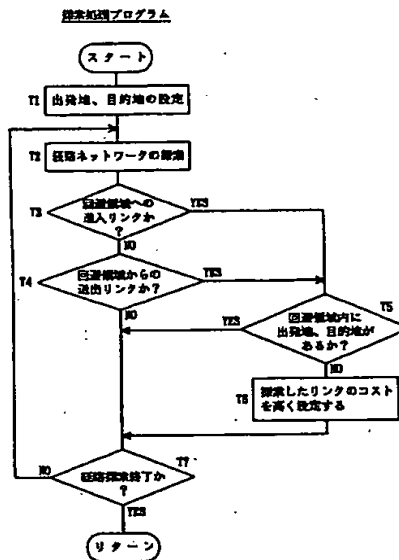 探索処理プログラム
スタート
T1
出発地、目的地の設定
T2
経路ネットワークの探索
T3
回避領域への
進入リンクか
?
YES
NO
T4
回避領域からの
退出リンクか?
YES
NO
T5
回避領域内に
出発地、目的地が
あるか?
YES
NO
T6
探索したリンクのコスト
を高く設定する
T7
経路探索終了か
?
NO
YES
リターン